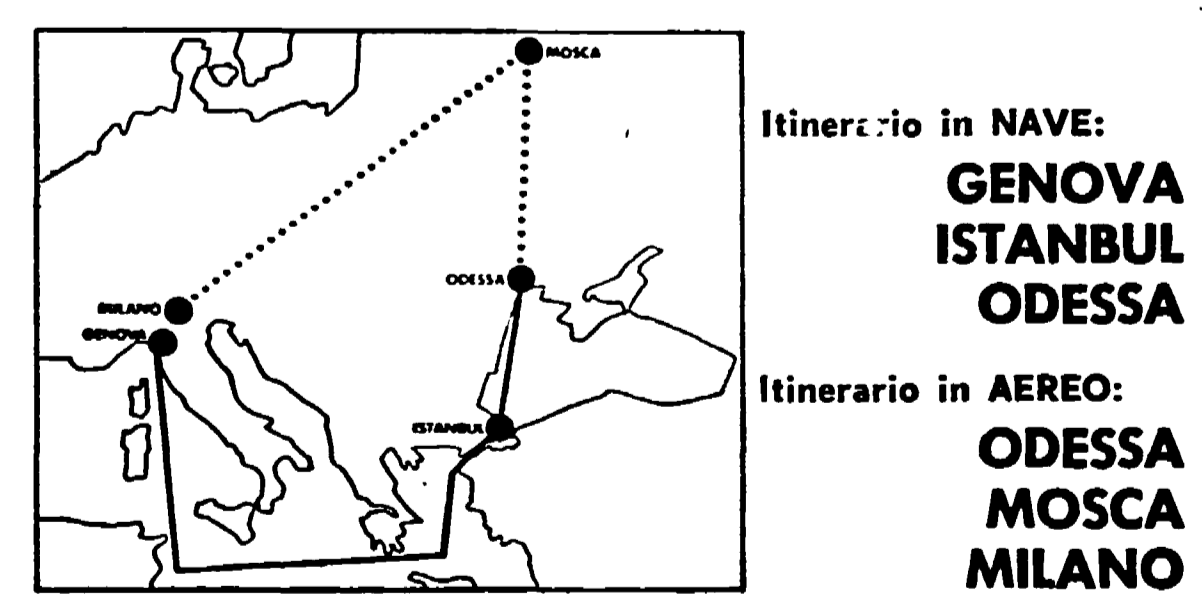 MOSCA
ODESSA
MILANO
GENOVA
ISTANBUL
Itinerario in NAVE:
GENOVA
ISTANBUL
ODESSA
Itinerario in AEREO:
ODESSA
MOSCA
MILANO